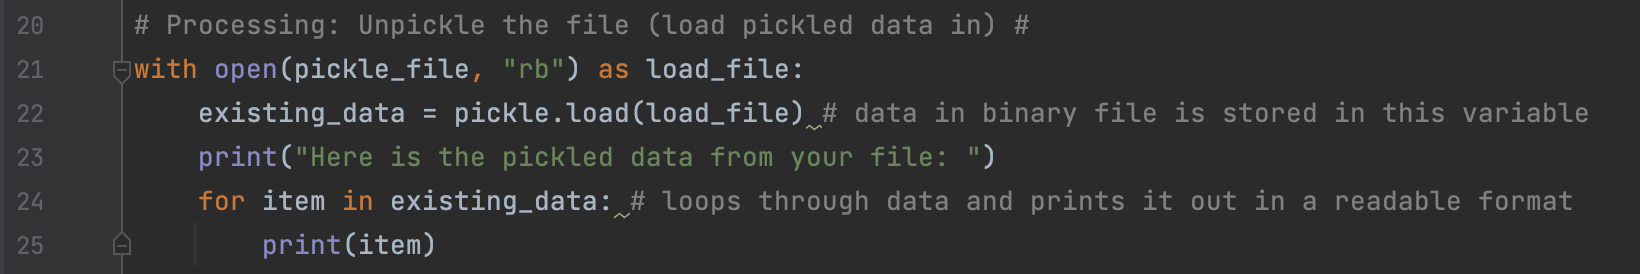 20 # Processing: Unpickle the file (load pickled data in) #
21 with open(pickle_file, "rb") as load_file:
22     existing_data = pickle.load(load_file) # data in binary file is stored in this variable
23     print("Here is the pickled data from your file: ")
24     for item in existing_data: # loops through data and prints it out in a readable format
25         print(item)